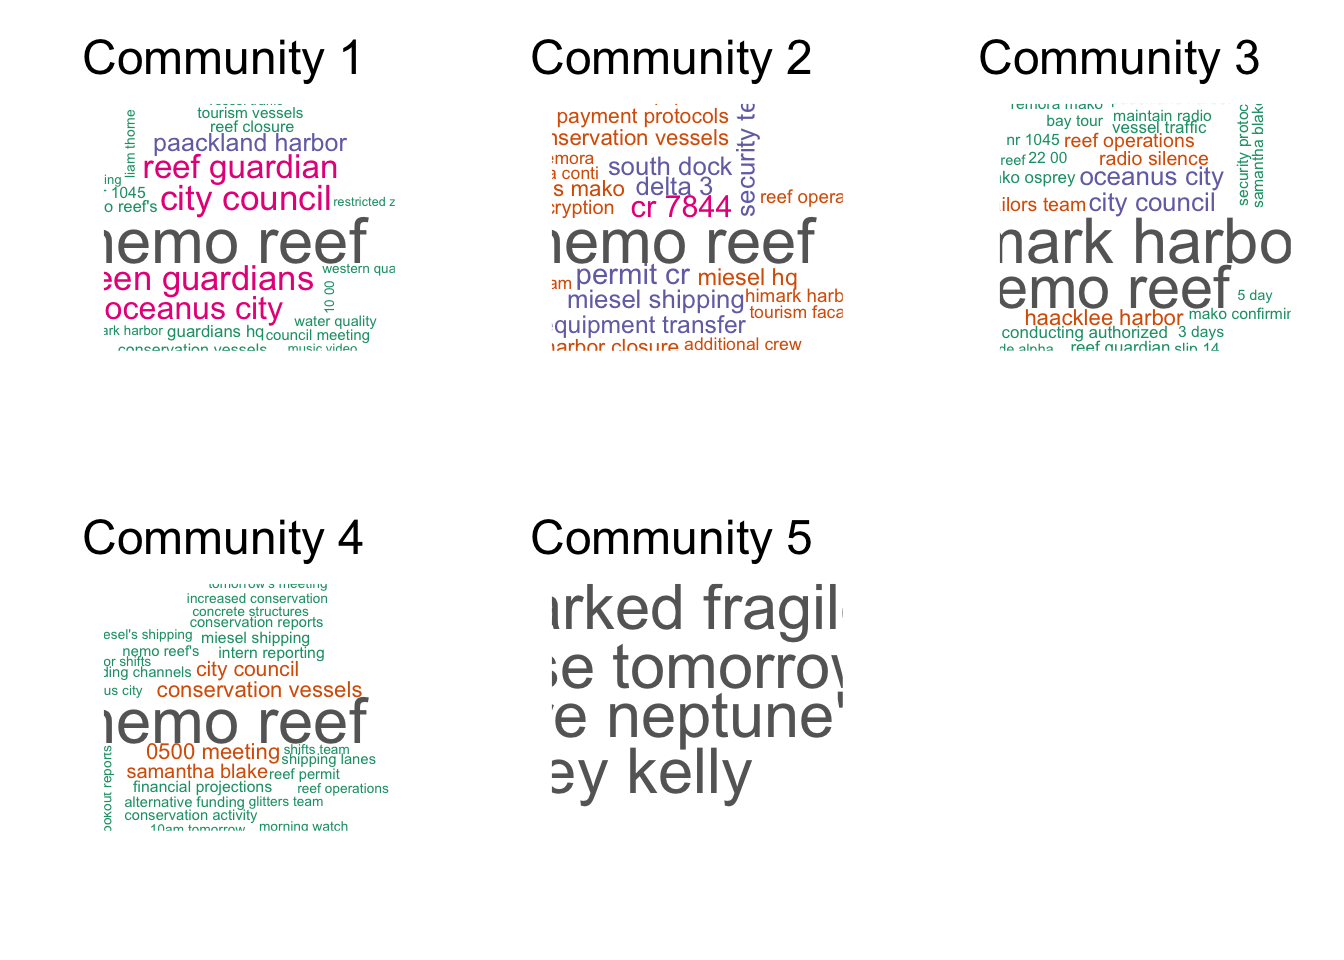 Community 1
tourism vessels
reef closure
liam thorne
paackland harbor
reef guardian
ing
1045
o reef's
city council
restricted z
nemo reef
western qua
een guardians
10 00
oceanus city
water quality
ark harbor
guardians hq
council meeting
conservation vessels
music video
Community 2
payment protocols
security te
nservation vessels
emora
south dock
a conti
s mako
delta 3
reef opera
cryption
cr 7844
nemo reef
am
permit cr
miesel hq
miesel shipping
himark harb
tourism faca
equipment transfer
harbor closure
additional crew
Community 3
remora mako
bay tour
maintain radio
vessel traffic
security protoc
samantha blake
nr 1045
reef operations
reef
22 00
radio silence
ko osprey
oceanus city
ilors team
city council
mark harbo
emo reef
5 day
haacklee harbor
mako confirmin
conducting authorized
3 days
de alpha
reef guardian
slip 14
Community 4
tomorrow's meeting
increased conservation
concrete structures
conservation reports
esel's shipping
miesel shipping
nemo reef's
intern reporting
or shifts
ding channels
city council
us city
conservation vessels
nemo reef
0500 meeting
shifts team
shipping lanes
samantha blake
reef permit
financial projections
reef operations
ookout reports
alternative funding
glitters team
conservation activity
10am tomorrow
morning watch
Community 5
arked fragile
se tomorrow
re neptune'
ey kelly